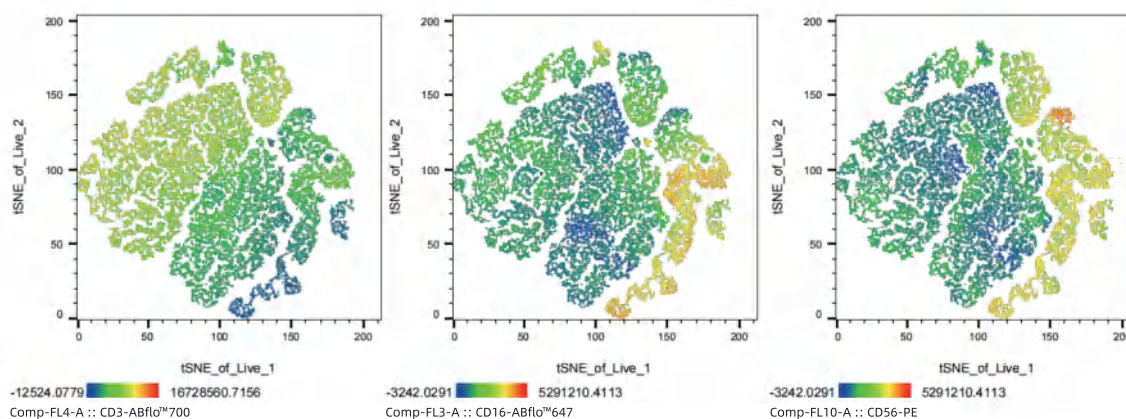 200
150
100
50
0
tSNE_of_Live_2
0 50 100 150 200
tSNE_of_Live_1
-12524.0779 16728560.7156
Comp-FL4-A :: CD3-ABflo™700
200
150
100
50
0
tSNE_of_Live_2
0 50 100 150 200
tSNE_of_Live_1
-3242.0291 5291210.4113
Comp-FL3-A :: CD16-ABflo™647
200
150
100
50
0
tSNE_of_Live_2
0 50 100 150 200
tSNE_of_Live_1
-3242.0291 5291210.4113
Comp-FL10-A :: CD56-PE